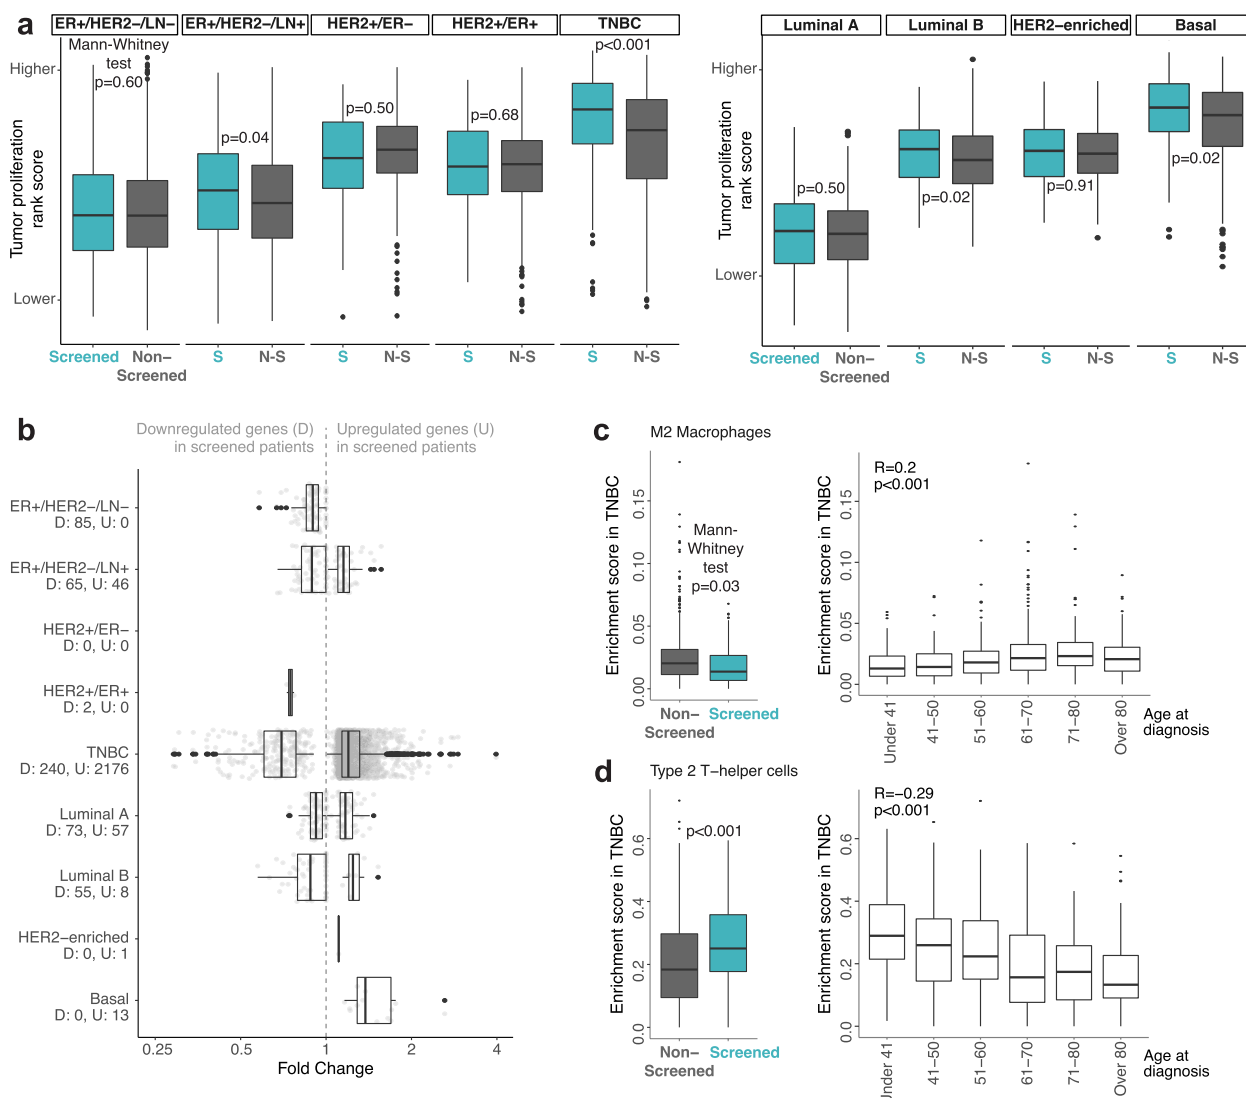 a
ER+/HER2−/LN−
ER+/HER2−/LN+
HER2+/ER−
HER2+/ER+
TNBC
Mann-Whitney
test
p=0.60
p=0.04
p=0.50
p=0.68
p<0.001
Higher
Lower
Tumor proliferation
rank score
Screened
Non−
Screened
S
N-S
S
N-S
S
N-S
S
N-S
Luminal A
Luminal B
HER2−enriched
Basal
Higher
Lower
Tumor proliferation
rank score
p=0.50
p=0.02
p=0.91
p=0.02
Screened
Non−
Screened
S
N-S
S
N-S
S
N-S
b
Downregulated genes (D)
in screened patients
Upregulated genes (U)
in screened patients
ER+/HER2−/LN−
D: 85, U: 0
ER+/HER2−/LN+
D: 65, U: 46
HER2+/ER−
D: 0, U: 0
HER2+/ER+
D: 2, U: 0
TNBC
D: 240, U: 2176
Luminal A
D: 73, U: 57
Luminal B
D: 55, U: 8
HER2−enriched
D: 0, U: 1
Basal
D: 0, U: 13
0.25
0.5
1
2
4
Fold Change
c
M2 Macrophages
Enrichment score in TNBC
0.15
0.10
0.05
0.00
Mann-
Whitney
test
p=0.03
Non−
Screened
Screened
R=0.2
p<0.001
Enrichment score in TNBC
0.15
0.10
0.05
0.00
Under 41
41−50
51−60
61−70
71−80
Over 80
Age at
diagnosis
d
Type 2 T−helper cells
Enrichment score in TNBC
0.6
0.4
0.2
0.0
p<0.001
Non−
Screened
Screened
R=−0.29
p<0.001
Enrichment score in TNBC
0.6
0.4
0.2
0.0
Under 41
41−50
51−60
61−70
71−80
Over 80
Age at
diagnosis